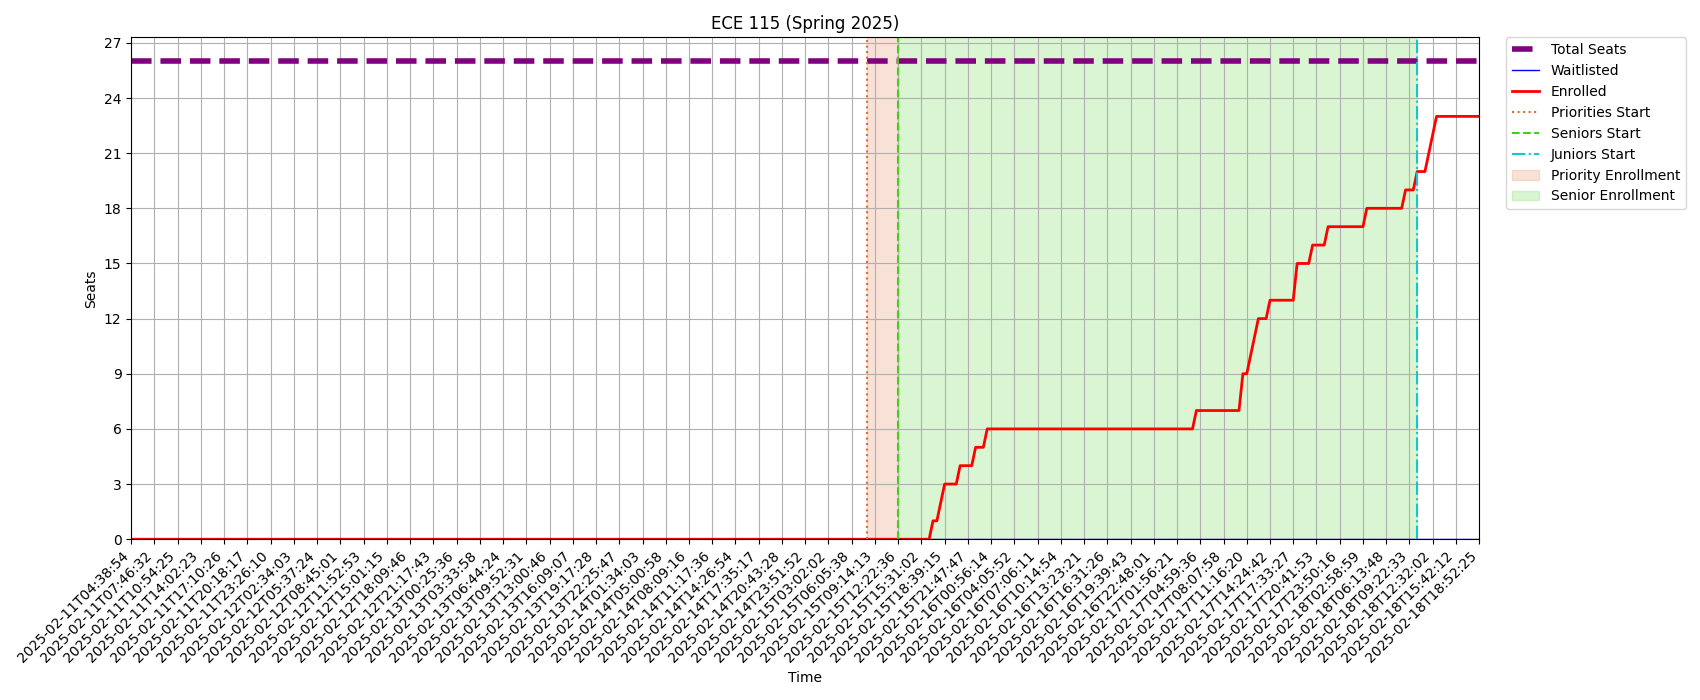 ECE 115 (Spring 2025)
27
24
21
18
15
12
9
6
3
0
Seats
2025-02-11T04:38:54
2025-02-11T07:46:32
2025-02-11T10:54:25
2025-02-11T14:02:23
2025-02-11T17:10:26
2025-02-11T20:18:17
2025-02-11T23:26:10
2025-02-12T02:34:03
2025-02-12T05:37:24
2025-02-12T08:45:01
2025-02-12T11:52:53
2025-02-12T15:01:15
2025-02-12T18:09:46
2025-02-12T21:17:43
2025-02-13T00:25:36
2025-02-13T03:33:58
2025-02-13T06:44:24
2025-02-13T09:52:31
2025-02-13T13:00:46
2025-02-13T16:09:07
2025-02-13T19:17:28
2025-02-13T22:25:47
2025-02-14T01:34:03
2025-02-14T05:00:58
2025-02-14T08:09:16
2025-02-14T11:17:36
2025-02-14T14:26:54
2025-02-14T17:35:17
2025-02-14T20:43:28
2025-02-14T23:51:52
2025-02-15T03:02:02
2025-02-15T06:05:38
2025-02-15T09:14:13
2025-02-15T12:22:36
2025-02-15T15:31:02
2025-02-15T18:39:15
2025-02-15T21:47:47
2025-02-16T00:56:14
2025-02-16T04:05:52
2025-02-16T07:06:11
2025-02-16T10:14:54
2025-02-16T13:23:21
2025-02-16T16:31:26
2025-02-16T19:39:43
2025-02-16T22:48:01
2025-02-17T01:56:21
2025-02-17T04:59:36
2025-02-17T08:07:58
2025-02-17T11:16:20
2025-02-17T14:24:42
2025-02-17T17:33:27
2025-02-17T20:41:53
2025-02-17T23:50:16
2025-02-18T02:58:59
2025-02-18T06:13:48
2025-02-18T09:22:33
2025-02-18T12:32:02
2025-02-18T15:42:12
2025-02-18T18:52:25
Time
Total Seats
Waitlisted
Enrolled
Priorities Start
Seniors Start
Juniors Start
Priority Enrollment
Senior Enrollment